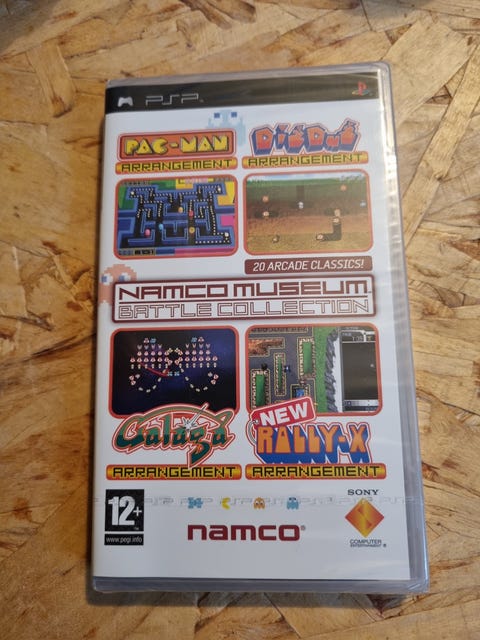 PSP
PAC-MAN
ARRANGEMENT
DIGDUG
ARRANGEMENT
20 ARCADE CLASSICS!
NAMCO MUSEUM
BATTLE COLLECTION
Galaga
ARRANGEMENT
NEW
RALLY-X
ARRANGEMENT
12+
www.pegi.info
namco®
SONY
COMPUTER
ENTERTAINMENT ®